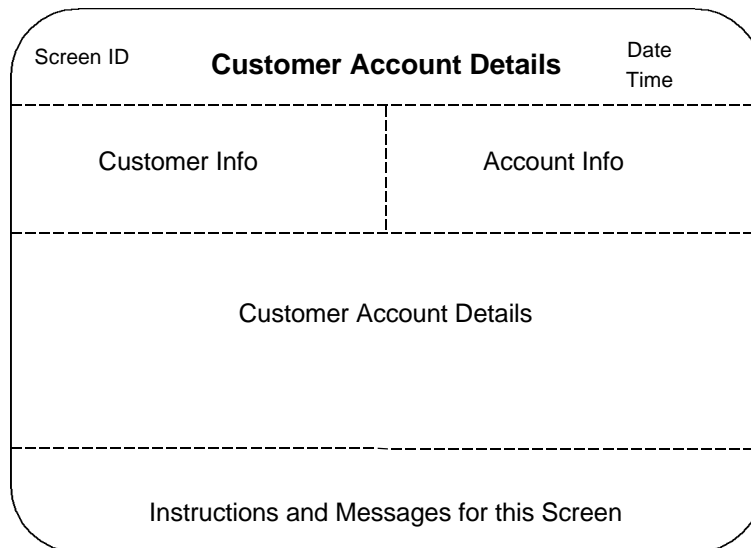 Screen ID
Customer Account Details
Date
Time
Customer Info
Account Info
Customer Account Details
Instructions and Messages for this Screen